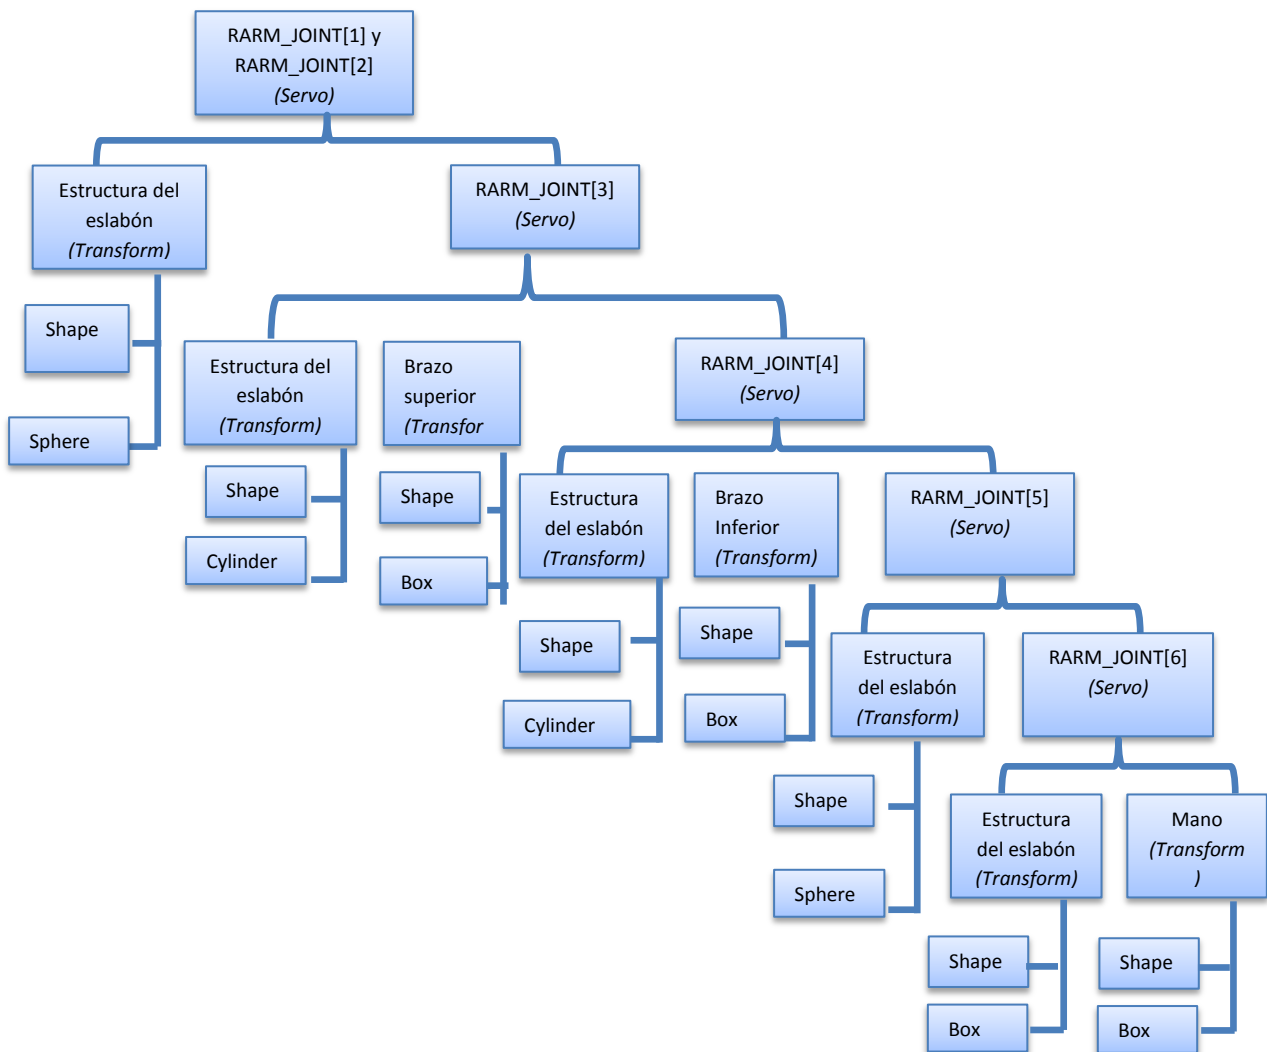 RARM_JOINT[1] y
RARM_JOINT[2]
(Servo)
Estructura del
eslabón
(Transform)
RARM_JOINT[3]
(Servo)
Shape
Sphere
Estructura del
eslabón
(Transform)
Brazo
superior
(Transfor
RARM_JOINT[4]
(Servo)
Shape
Cylinder
Shape
Box
Estructura
del eslabón
(Transform)
Brazo
Inferior
(Transform)
RARM_JOINT[5]
(Servo)
Shape
Cylinder
Shape
Box
Estructura
del eslabón
(Transform)
RARM_JOINT[6]
(Servo)
Shape
Sphere
Estructura
del eslabón
(Transform)
Mano
(Transform
)
Shape
Box
Shape
Box